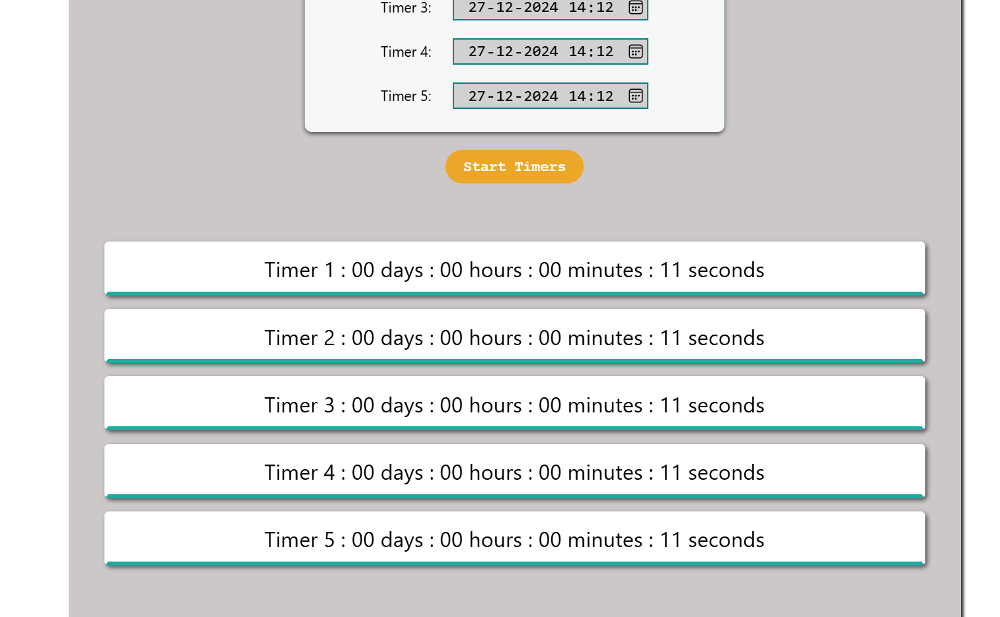 Timer 3: 27-12-2024 14:12
Timer 4: 27-12-2024 14:12
Timer 5: 27-12-2024 14:12
Start Timers
Timer 1 : 00 days : 00 hours : 00 minutes : 11 seconds
Timer 2 : 00 days : 00 hours : 00 minutes : 11 seconds
Timer 3 : 00 days : 00 hours : 00 minutes : 11 seconds
Timer 4 : 00 days : 00 hours : 00 minutes : 11 seconds
Timer 5 : 00 days : 00 hours : 00 minutes : 11 seconds